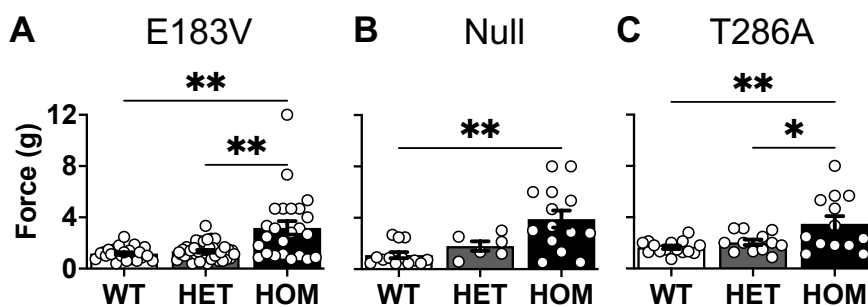 A E183V
B Null
C T286A
** ** **
** *
Force (g)
12
8
4
0
WT HET HOM WT HET HOM WT HET HOM